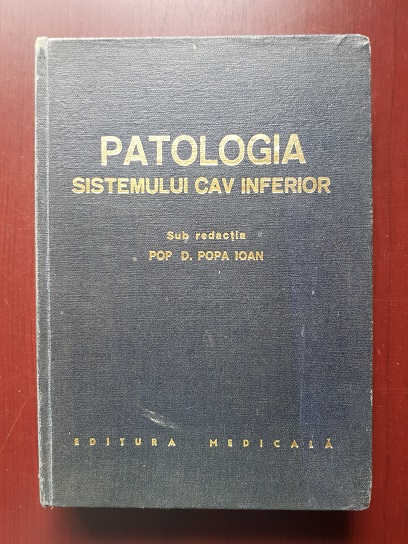 PATOLOGIA
SISTEMULUI CAV INFERIOR
Sub redacția
POP D. POPA IOAN
EDITURA MEDICALĂ